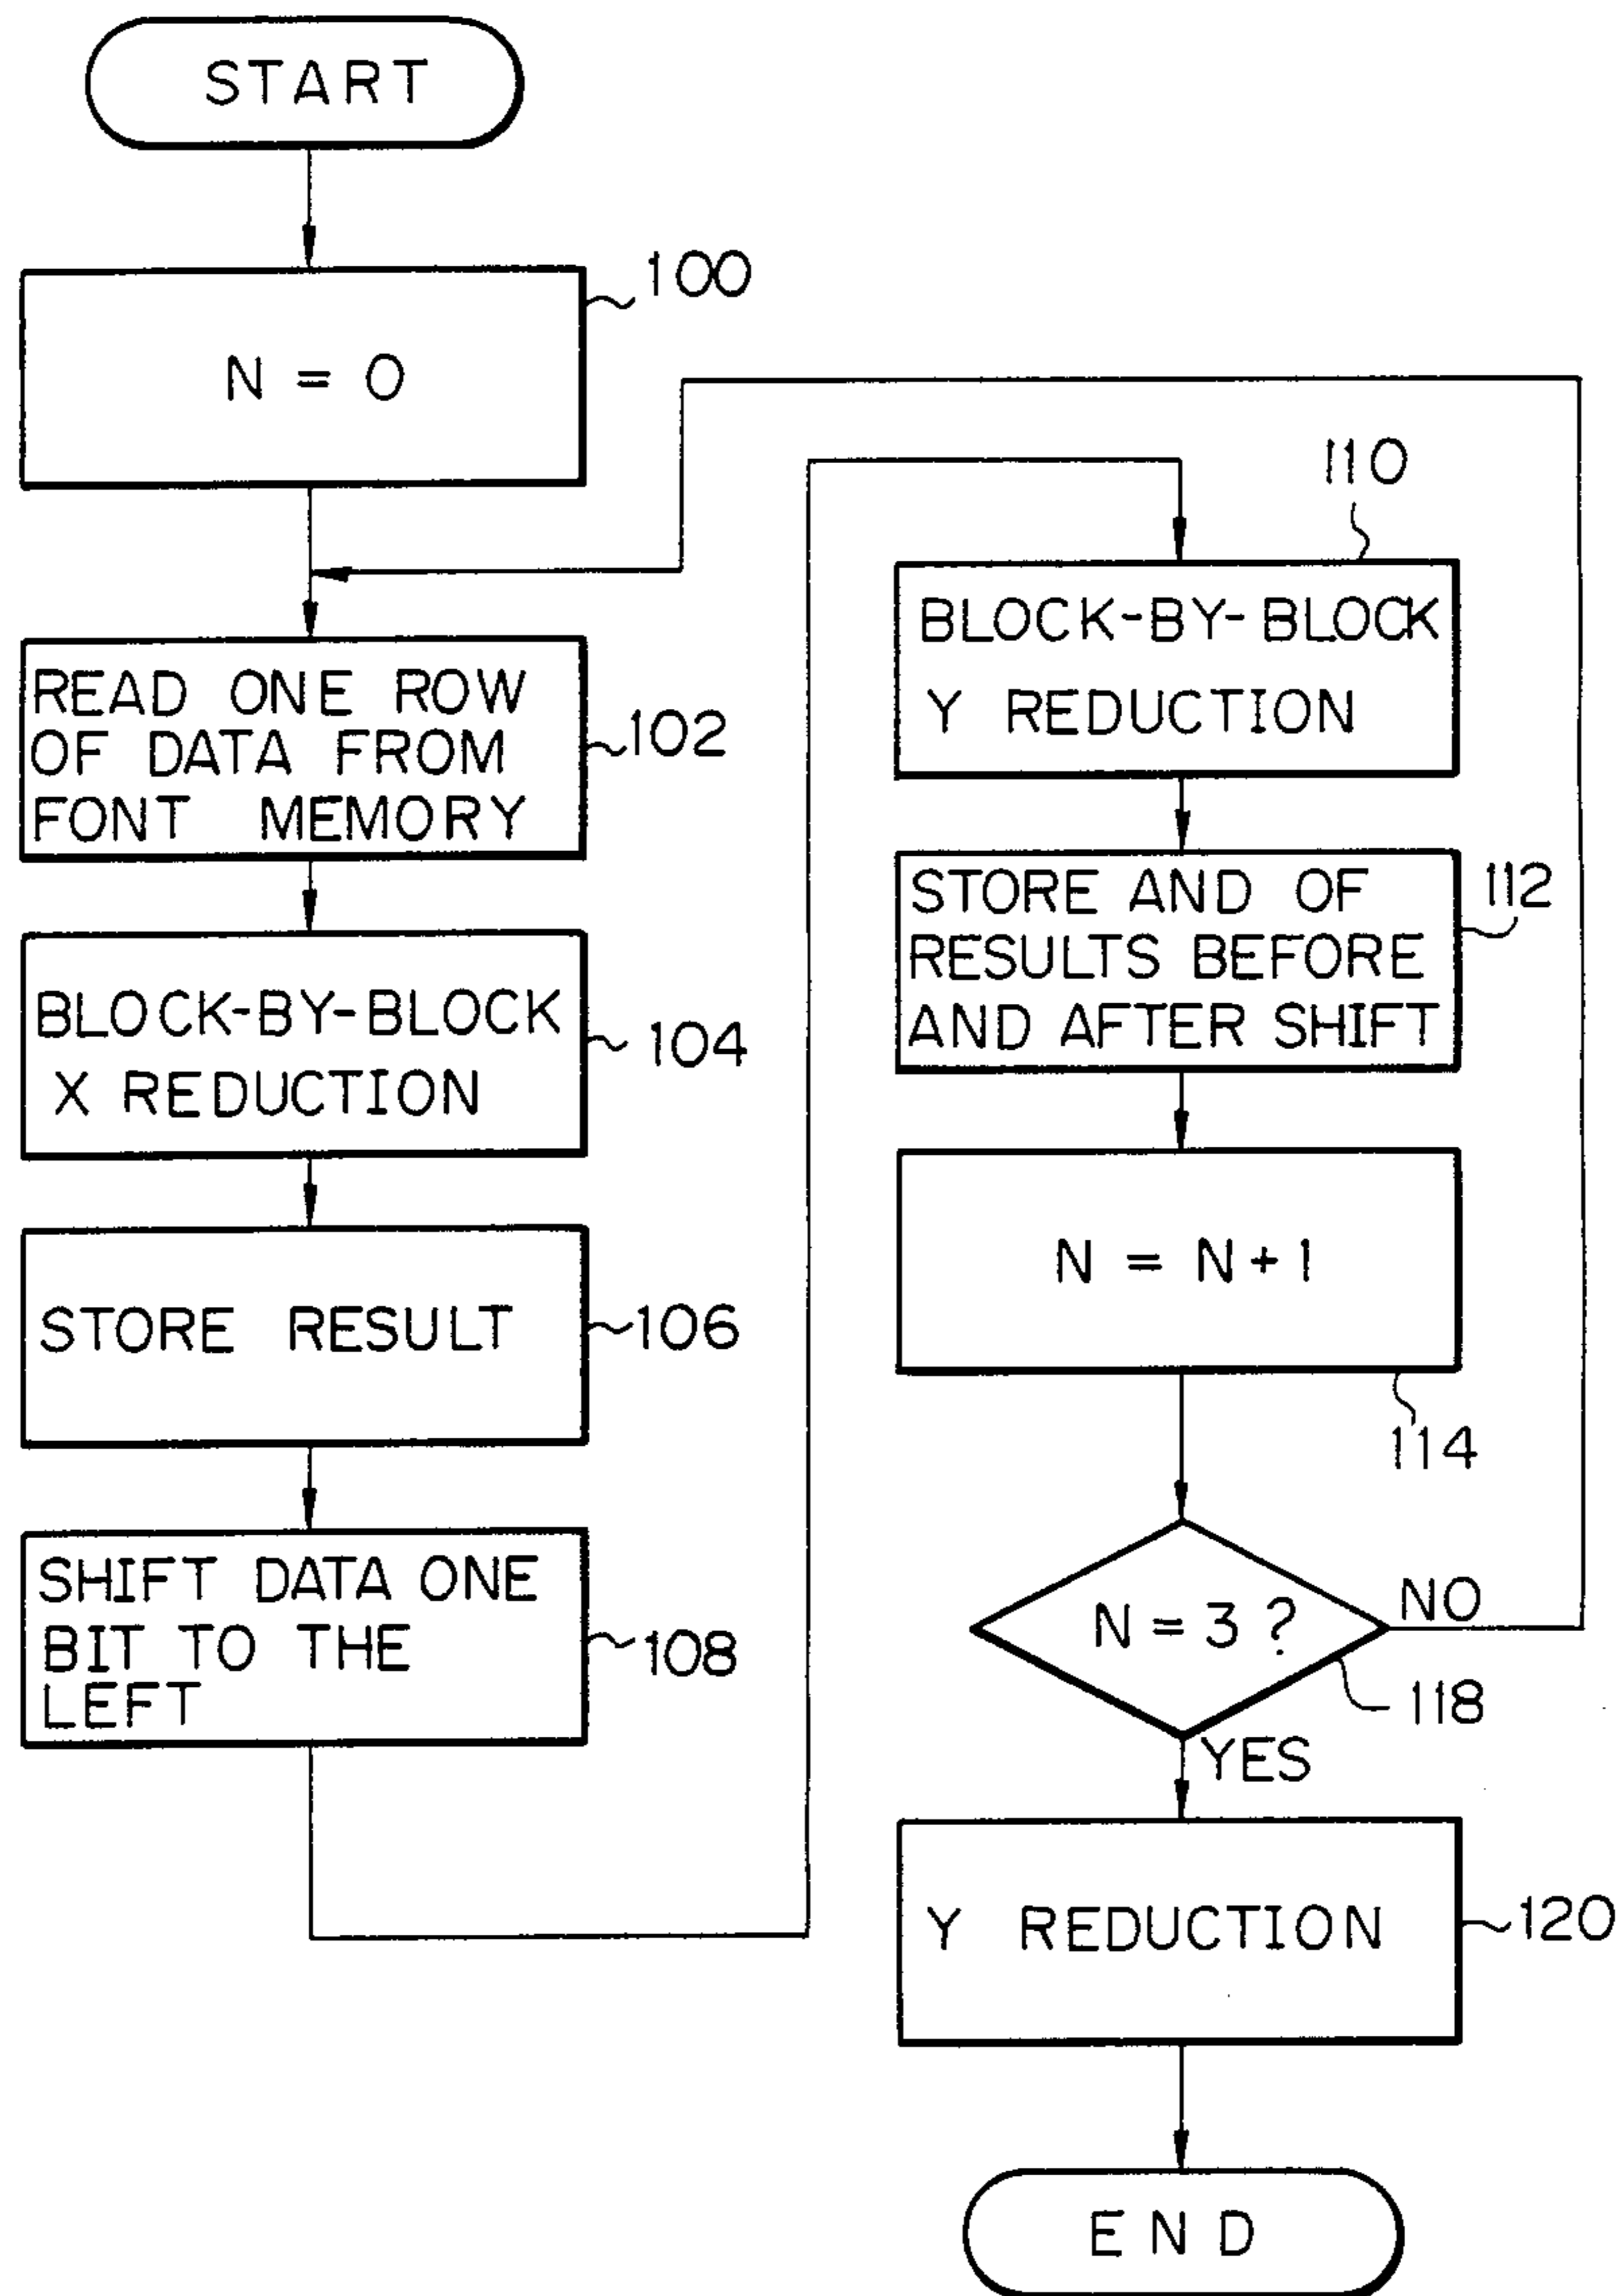 START
100
N = 0
READ ONE ROW
OF DATA FROM
FONT MEMORY
102
BLOCK-BY-BLOCK
X REDUCTION
104
STORE RESULT
106
SHIFT DATA ONE
BIT TO THE
LEFT
108
110
BLOCK-BY-BLOCK
Y REDUCTION
STORE AND OF
RESULTS BEFORE
AND AFTER SHIFT
112
N = N+1
114
N = 3 ?
NO
118
YES
Y REDUCTION
120
END